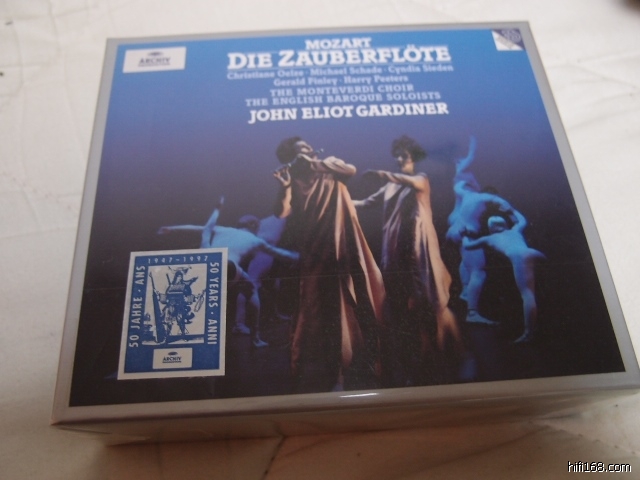 ARCHIV
MOZART
DIE ZAUBERFLÖTE
Christiane Oelze · Michael Schade · Cyndia Sieden
Gerald Finley · Harry Peeters
THE MONTEVERDI CHOIR
THE ENGLISH BAROQUE SOLOISTS
JOHN ELIOT GARDINER
50 JAHRE · ANS
1947-1997
50 YEARS · ANNI
ARCHIV
hifi168.com